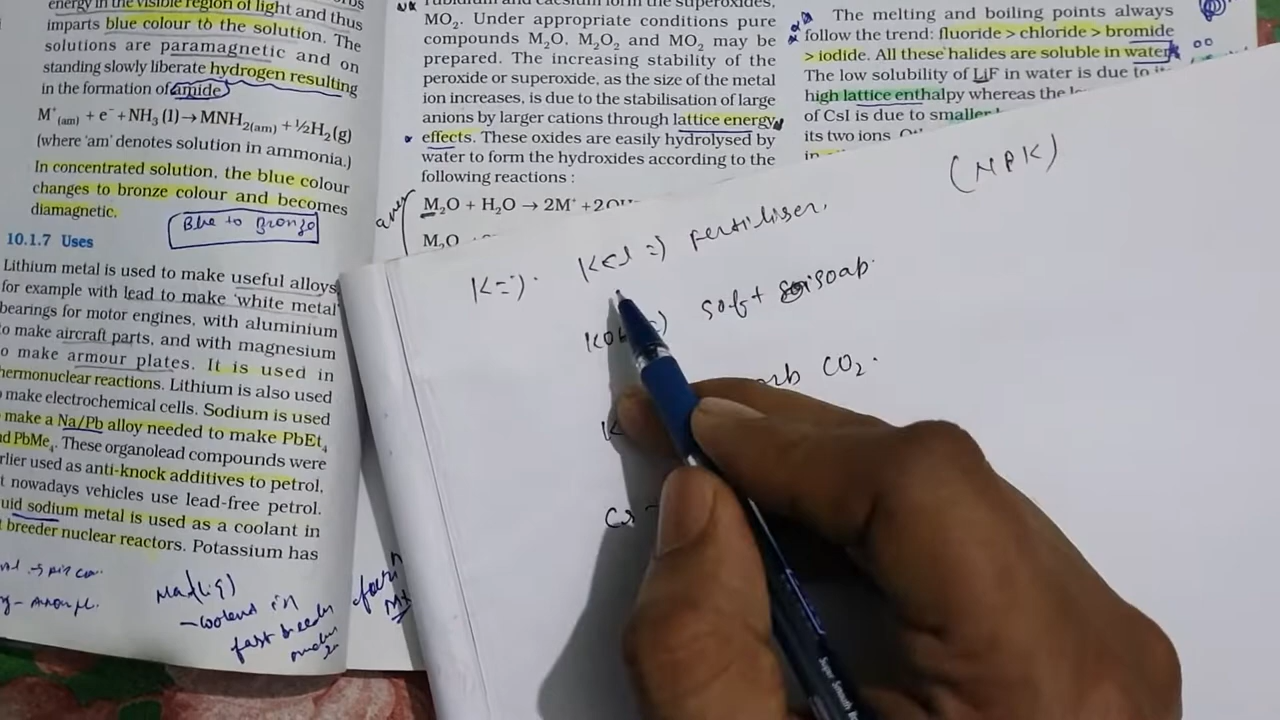 energy in the visible region of light and thus
imparts blue colour to the solution. The
solutions are paramagnetic and on
standing slowly liberate hydrogen resulting
in the formation of amide.
M⁺(am) + e⁻ + NH₃ (l) → MNH₂(am) + ½H₂(g)
(where 'am' denotes solution in ammonia.)
In concentrated solution, the blue colour
changes to bronze colour and becomes
diamagnetic.
Blue to Bronze
10.1.7 Uses
Lithium metal is used to make useful alloys,
for example with lead to make 'white metal'
bearings for motor engines, with aluminium
to make aircraft parts, and with magnesium
to make armour plates. It is used in
thermonuclear reactions. Lithium is also used
to make electrochemical cells. Sodium is used
make a Na/Pb alloy needed to make PbEt₄
and PbMe₄. These organolead compounds were
earlier used as anti-knock additives to petrol,
t nowadays vehicles use lead-free petrol.
quid sodium metal is used as a coolant in
t breeder nuclear reactors. Potassium has
Na(liq)
- coolent in
fast breeder
rubidium and caesium form the superoxides,
MO₂. Under appropriate conditions pure
compounds M₂O, M₂O₂ and MO₂ may be
prepared. The increasing stability of the
peroxide or superoxide, as the size of the metal
ion increases, is due to the stabilisation of large
anions by larger cations through lattice energy
effects. These oxides are easily hydrolysed by
water to form the hydroxides according to the
following reactions :
M₂O + H₂O → 2M⁺ + 2OH⁻
M₂O
The melting and boiling points always
follow the trend: fluoride > chloride > bromide
> iodide. All these halides are soluble in water.
The low solubility of LiF in water is due to its
high lattice enthalpy whereas the
of CsI is due to smaller
its two ions
in
(NPK)
K=) KCl =) Fertiliser.
KOH =) Soft soap.
CO₂.
Cs -